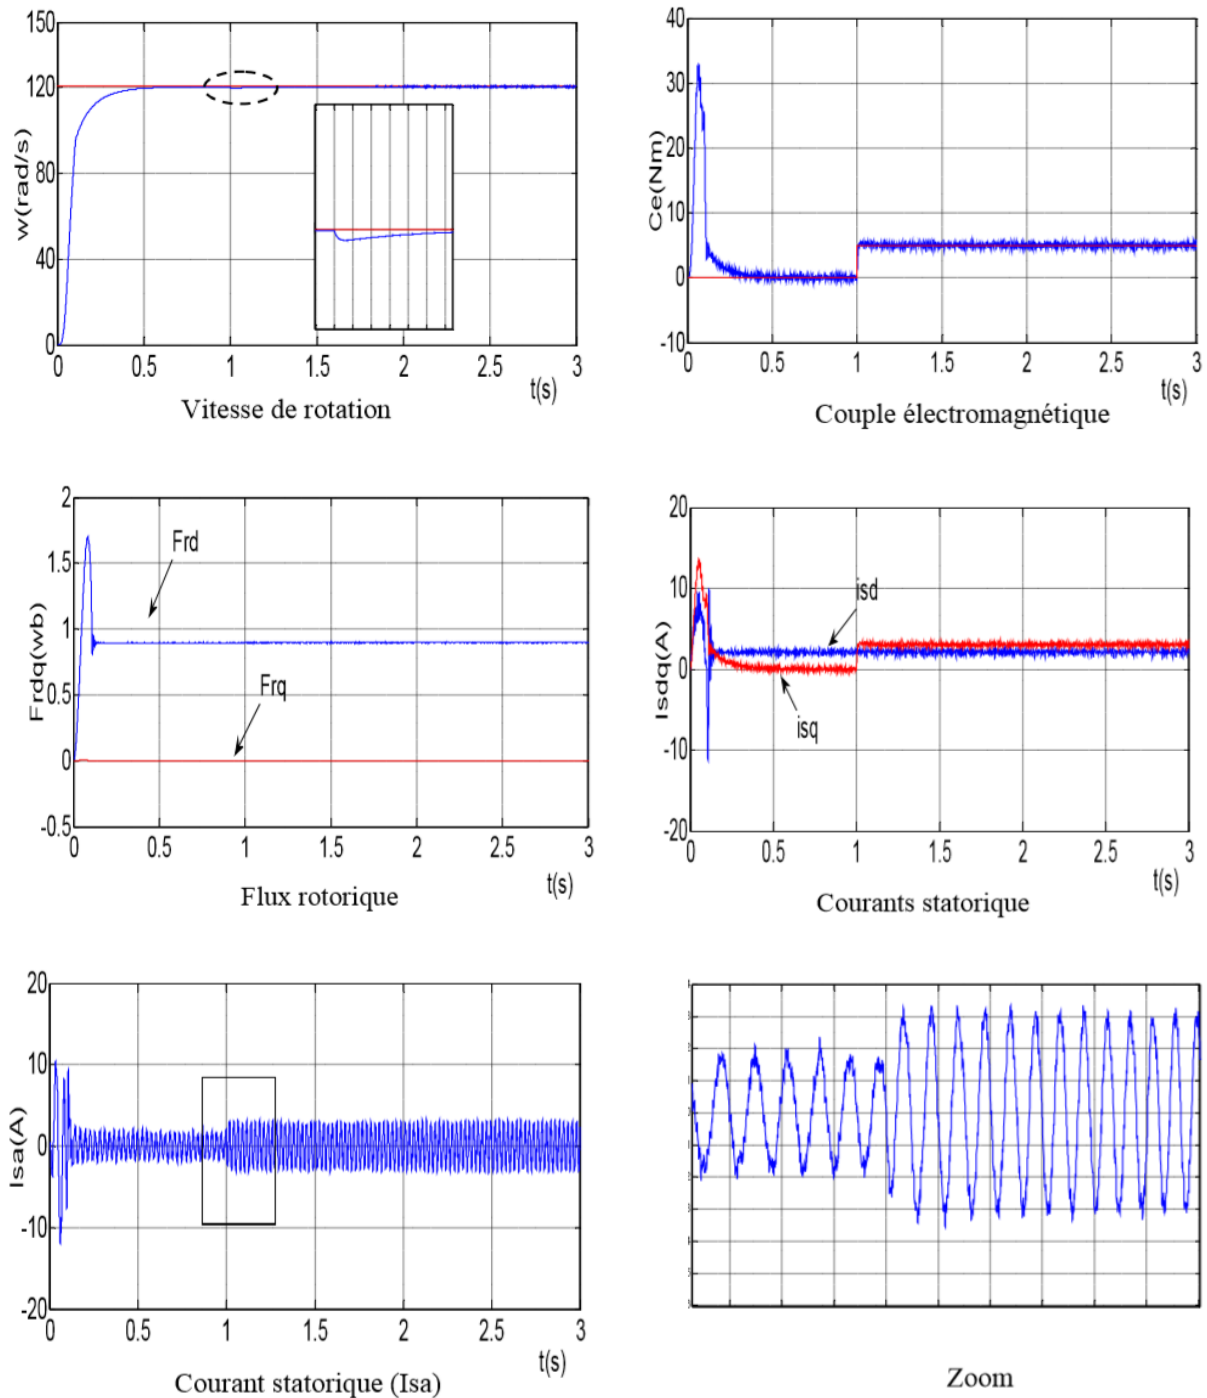 150
120
80
40
0
w(rad/s)
0 0.5 1 1.5 2 2.5 3
t(s)
Vitesse de rotation
40
30
20
10
0
-10
Ce(Nm)
0 0.5 1 1.5 2 2.5 3
t(s)
Couple électromagnétique
2
1.5
1
0.5
0
-0.5
Frdq(wb)
Frd
Frq
0 0.5 1 1.5 2 2.5 3
t(s)
Flux rotorique
20
10
0
-10
-20
Isdq(A)
isd
isq
0 0.5 1 1.5 2 2.5 3
t(s)
Courants statorique
20
10
0
-10
-20
Isa(A)
0 0.5 1 1.5 2 2.5 3
t(s)
Courant statorique (Isa)
Zoom